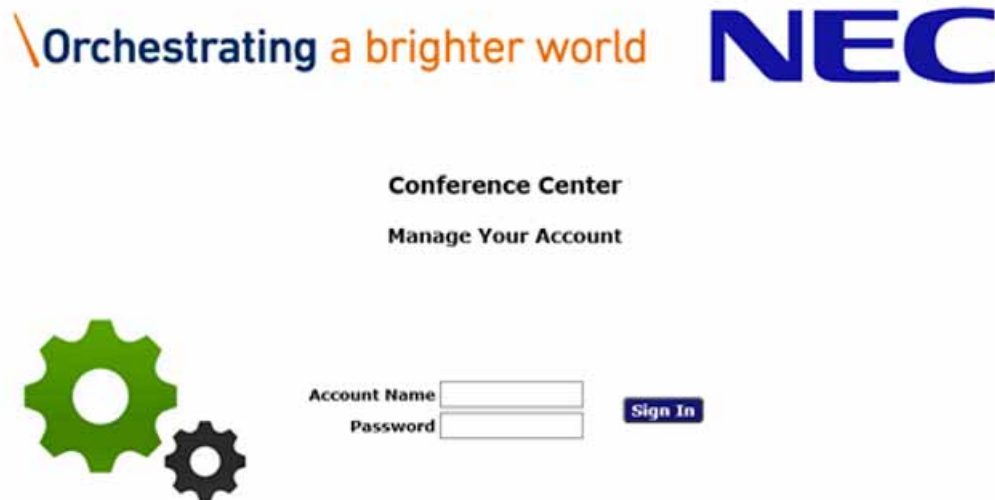 \Orchestrating a brighter world NEC
Conference Center
Manage Your Account
Account Name
Sign In
Password